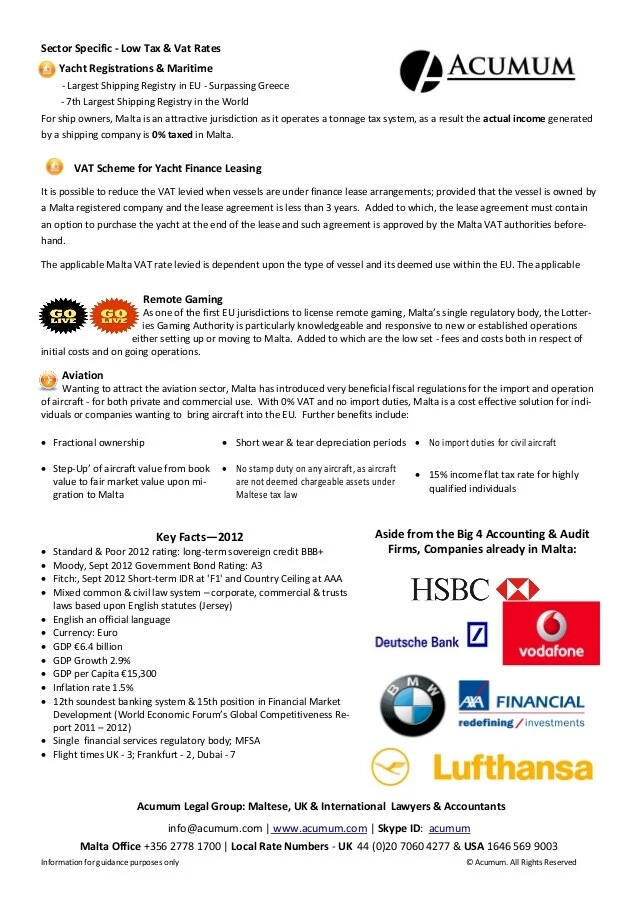 Sector Specific - Low Tax & Vat Rates
ACUMUM
Yacht Registrations & Maritime
- Largest Shipping Registry in EU - Surpassing Greece
- 7th Largest Shipping Registry in the World
For ship owners, Malta is an attractive jurisdiction as it operates a tonnage tax system, as a result the actual income generated
by a shipping company is 0% taxed in Malta.
VAT Scheme for Yacht Finance Leasing
It is possible to reduce the VAT levied when vessels are under finance lease arrangements; provided that the vessel is owned by
a Malta registered company and the lease agreement is less than 3 years. Added to which, the lease agreement must contain
an option to purchase the yacht at the end of the lease and such agreement is approved by the Malta VAT authorities before-
hand.
The applicable Malta VAT rate levied is dependent upon the type of vessel and its deemed use within the EU. The applicable
GO LIVE
GO LIVE
Remote Gaming
As one of the first EU jurisdictions to license remote gaming, Malta's single regulatory body, the Lotter-
ies Gaming Authority is particularly knowledgeable and responsive to new or established operations
either setting up or moving to Malta. Added to which are the low set - fees and costs both in respect of
initial costs and on going operations.
Aviation
Wanting to attract the aviation sector, Malta has introduced very beneficial fiscal regulations for the import and operation
of aircraft - for both private and commercial use. With 0% VAT and no import duties, Malta is a cost effective solution for indi-
viduals or companies wanting to bring aircraft into the EU. Further benefits include:
• Fractional ownership
• Step-Up' of aircraft value from book
value to fair market value upon mi-
gration to Malta
• Short wear & tear depreciation periods
• No stamp duty on any aircraft, as aircraft
are not deemed chargeable assets under
Maltese tax law
• No import duties for civil aircraft
• 15% income flat tax rate for highly
qualified individuals
Key Facts—2012
• Standard & Poor 2012 rating: long-term sovereign credit BBB+
• Moody, Sept 2012 Government Bond Rating: A3
• Fitch:, Sept 2012 Short-term IDR at 'F1' and Country Ceiling at AAA
• Mixed common & civil law system – corporate, commercial & trusts
laws based upon English statutes (Jersey)
• English an official language
• Currency: Euro
• GDP €6.4 billion
• GDP Growth 2.9%
• GDP per Capita €15,300
• Inflation rate 1.5%
• 12th soundest banking system & 15th position in Financial Market
Development (World Economic Forum's Global Competitiveness Re-
port 2011 – 2012)
• Single financial services regulatory body; MFSA
• Flight times UK - 3; Frankfurt - 2, Dubai - 7
Aside from the Big 4 Accounting & Audit
Firms, Companies already in Malta:
HSBC
Deutsche Bank
vodafone
BMW
AXA FINANCIAL
redefining / investments
Lufthansa
Acumum Legal Group: Maltese, UK & International Lawyers & Accountants
info@acumum.com | www.acumum.com | Skype ID: acumum
Malta Office +356 2778 1700 | Local Rate Numbers - UK 44 (0)20 7060 4277 & USA 1646 569 9003
Information for guidance purposes only
© Acumum. All Rights Reserved